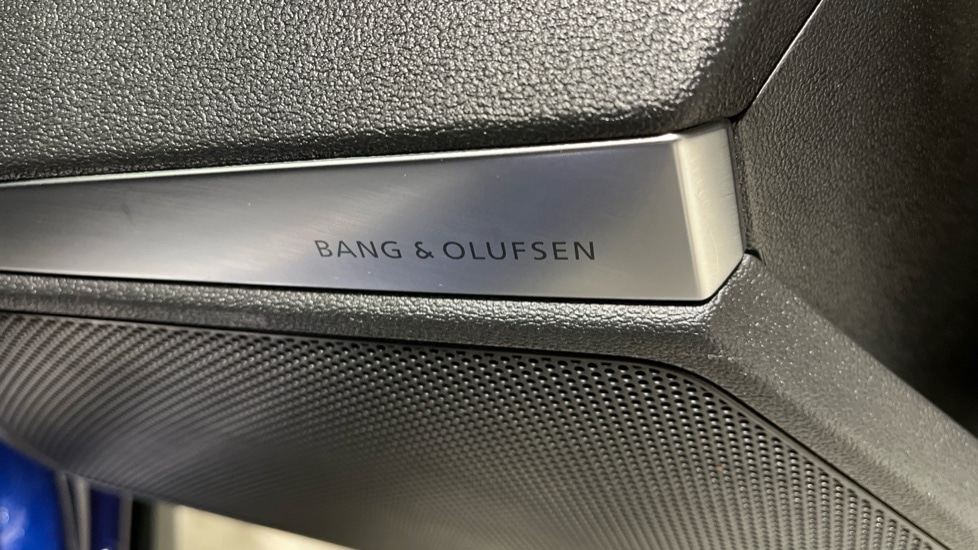 BANG & OLUFSEN